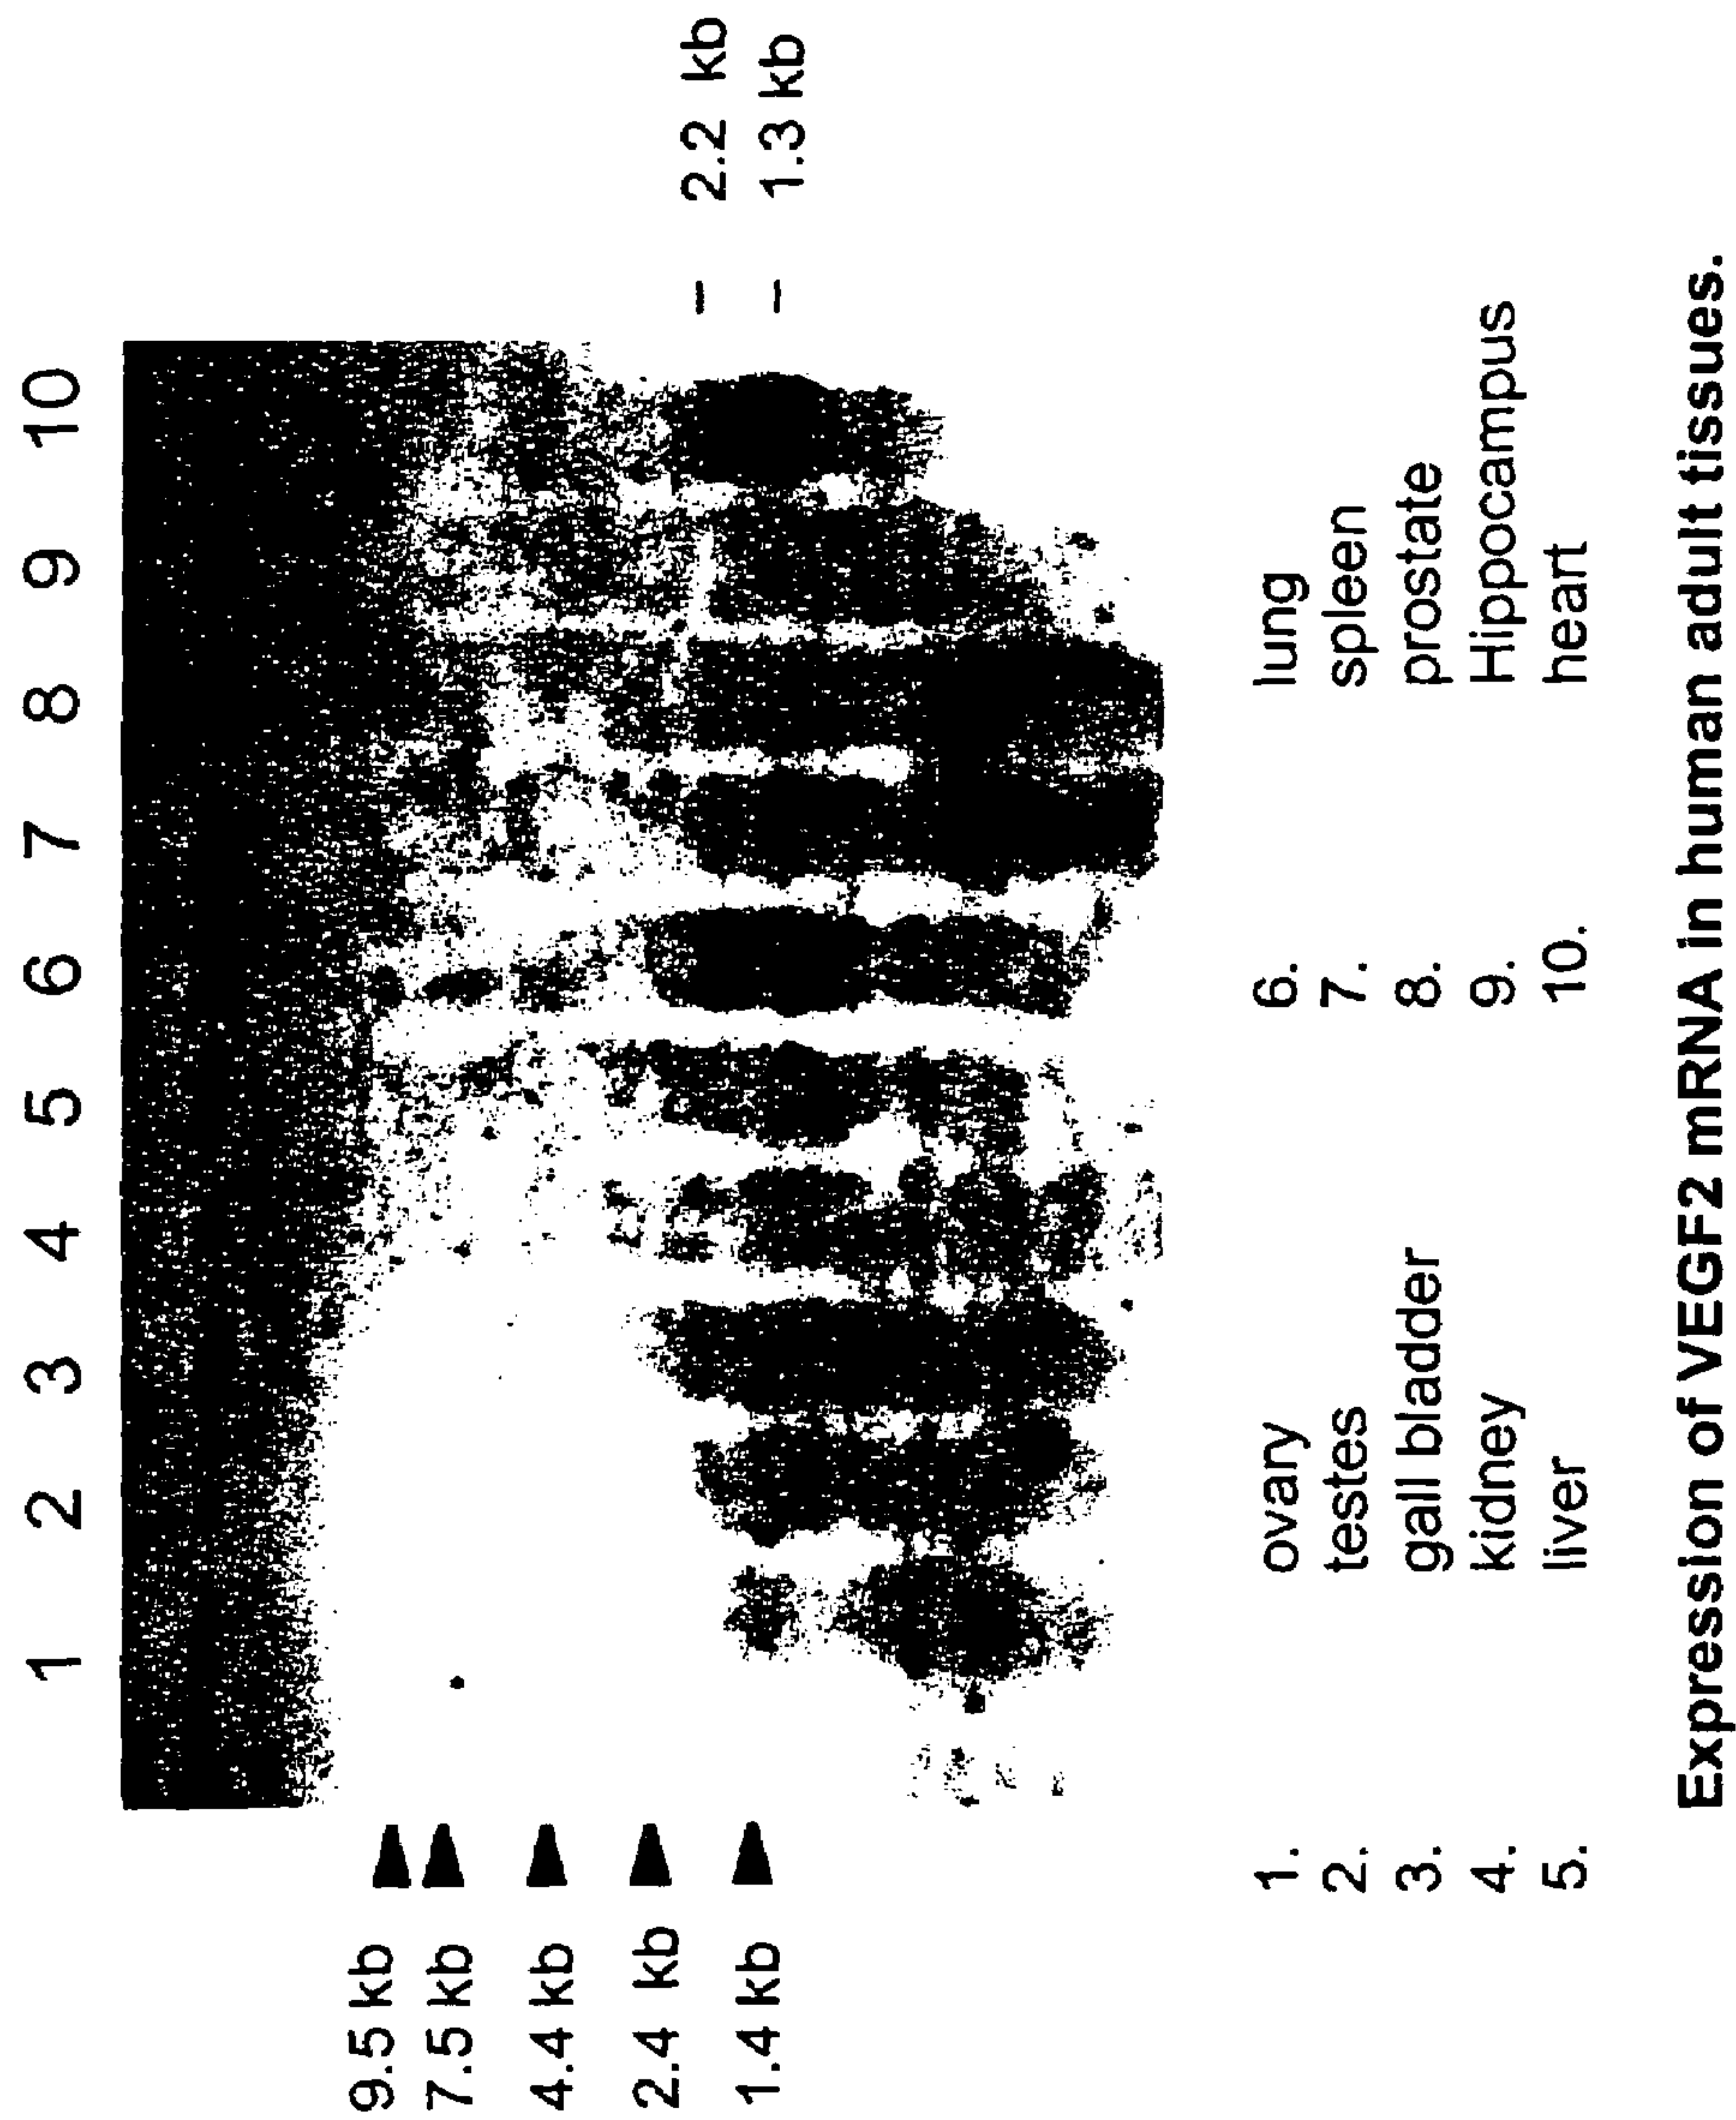 1 2 3 4 5 6 7 8 9 10
9.5 kb
7.5 kb
4.4 kb
2.4 kb
1.4 kb
2.2 kb
1.3 kb
1. ovary 6. lung
2. testes 7. spleen
3. gall bladder 8. prostate
4. kidney 9. Hippocampus
5. liver 10. heart
Expression of VEGF2 mRNA in human adult tissues.